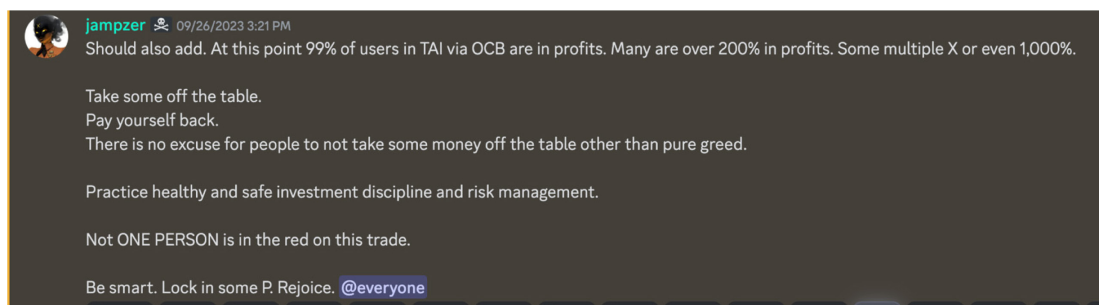 jampzer 09/26/2023 3:21 PM
Should also add. At this point 99% of users in TAI via OCB are in profits. Many are over 200% in profits. Some multiple X or even 1,000%.
Take some off the table.
Pay yourself back.
There is no excuse for people to not take some money off the table other than pure greed.
Practice healthy and safe investment discipline and risk management.
Not ONE PERSON is in the red on this trade.
Be smart. Lock in some P. Rejoice. @everyone